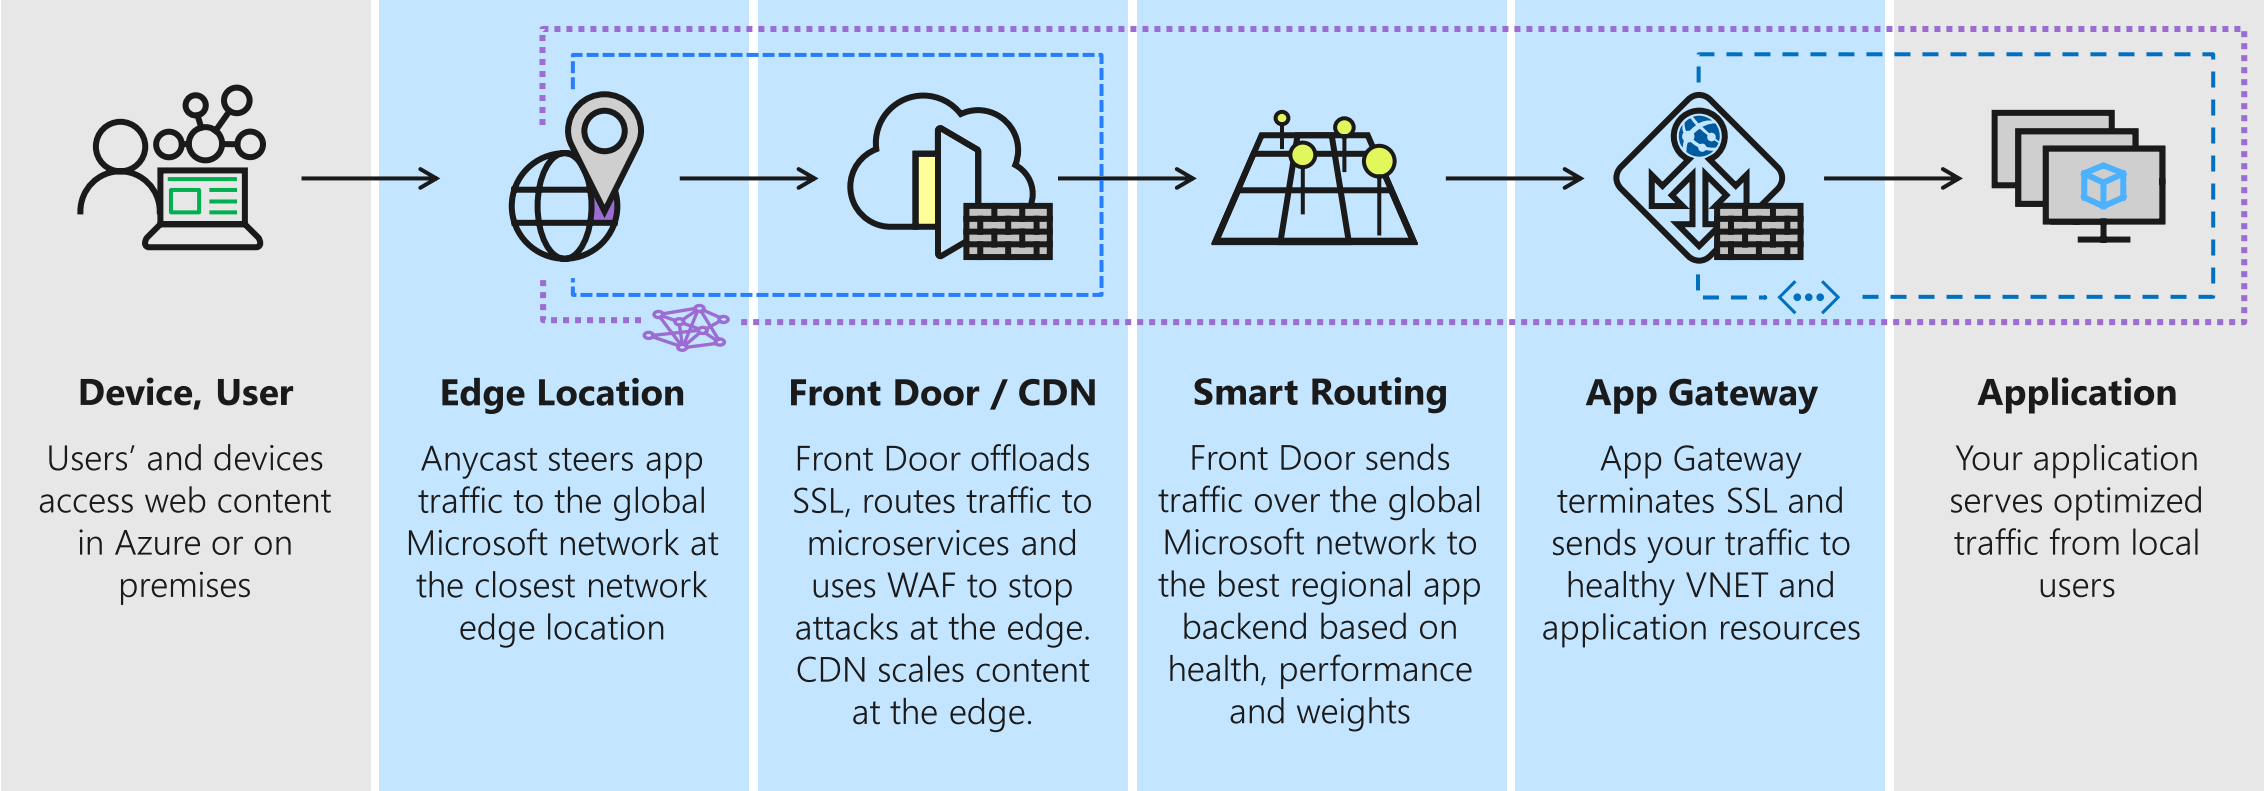 Device, User
Users’ and devices
access web content
in Azure or on
premises
Edge Location
Anycast steers app
traffic to the global
Microsoft network at
the closest network
edge location
Front Door / CDN
Front Door offloads
SSL, routes traffic to
microservices and
uses WAF to stop
attacks at the edge.
CDN scales content
at the edge.
Smart Routing
Front Door sends
traffic over the global
Microsoft network to
the best regional app
backend based on
health, performance
and weights
App Gateway
App Gateway
terminates SSL and
sends your traffic to
healthy VNET and
application resources
Application
Your application
serves optimized
traffic from local
users